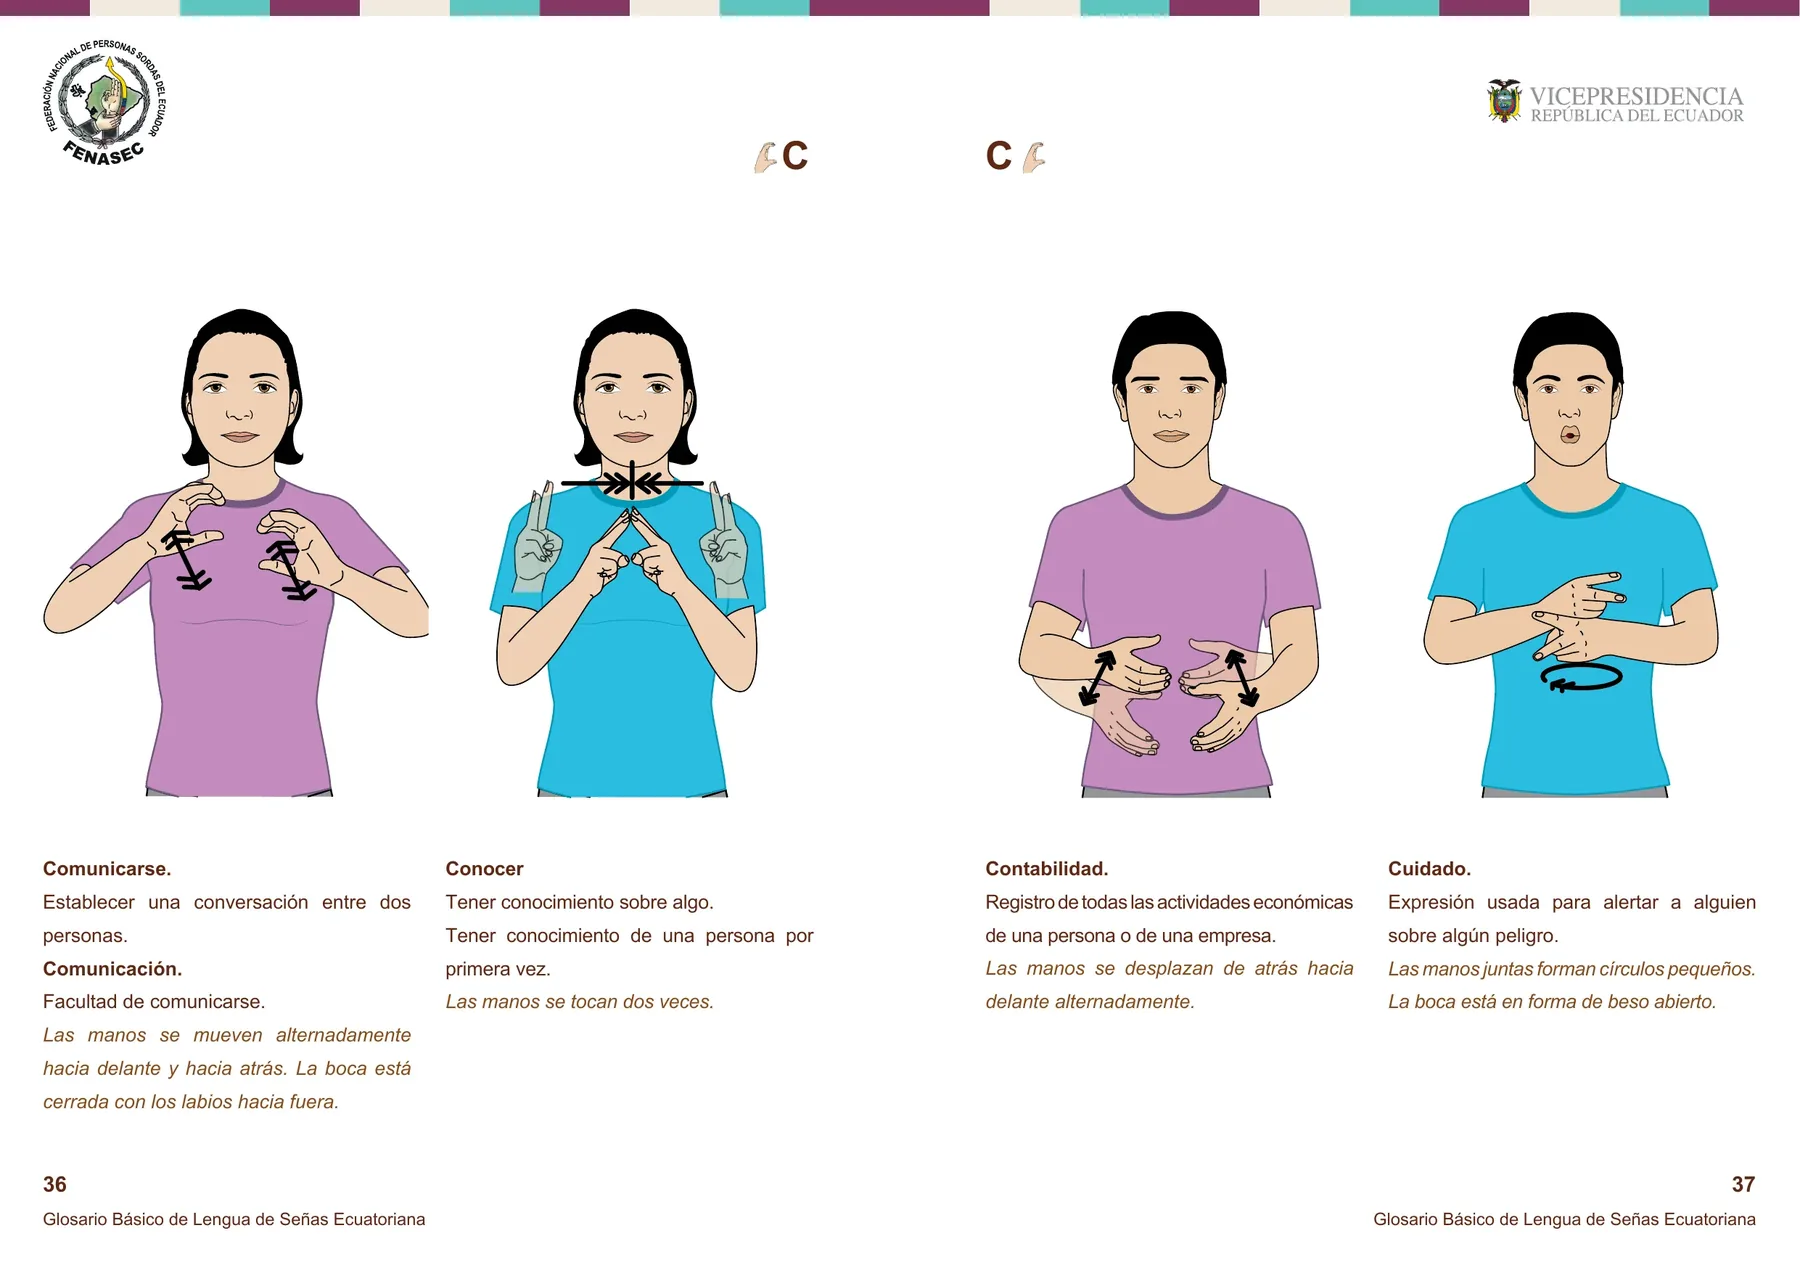 FEDERACIÓN NACIONAL DE PERSONAS SORDAS DEL ECUADOR
FENASEC
C
Comunicarse.
Establecer una conversación entre dos
personas.
Comunicación.
Facultad de comunicarse.
Las manos se mueven alternadamente
hacia delante y hacia atrás. La boca está
cerrada con los labios hacia fuera.
Conocer
Tener conocimiento sobre algo.
Tener conocimiento de una persona por
primera vez.
Las manos se tocan dos veces.
36
Glosario Básico de Lengua de Señas Ecuatoriana
VICEPRESIDENCIA
REPÚBLICA DEL ECUADOR
C
Contabilidad.
Registro de todas las actividades económicas
de una persona o de una empresa.
Las manos se desplazan de atrás hacia
delante alternadamente.
Cuidado.
Expresión usada para alertar a alguien
sobre algún peligro.
Las manos juntas forman círculos pequeños.
La boca está en forma de beso abierto.
37
Glosario Básico de Lengua de Señas Ecuatoriana